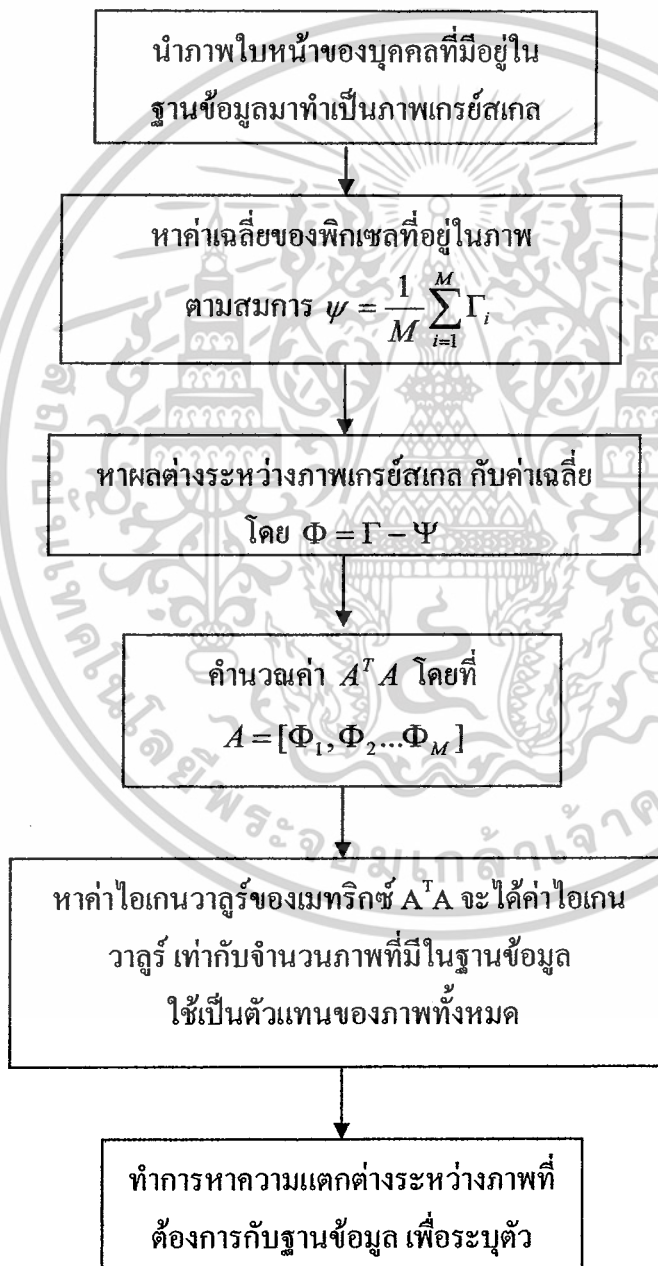 นำภาพใบหน้าของบุคคลที่มีอยู่ใน
ฐานข้อมูลมาทำเป็นภาพเกรย์สเกล
หาค่าเฉลี่ยของพิกเซลที่อยู่ในภาพ
ตามสมการ ψ = 1/M ∑_{i=1}^{M} Γ_i
หาผลต่างระหว่างภาพเกรย์สเกล กับค่าเฉลี่ย
โดย Φ = Γ − Ψ
คำนวณค่า A^T A โดยที่
A = [Φ_1, Φ_2...Φ_M]
หาค่าไอเกนวาลูร์ของเมทริกซ์ A^T A จะได้ค่าไอเกน
วาลูร์ เท่ากับจำนวนภาพที่มีในฐานข้อมูล
ใช้เป็นตัวแทนของภาพทั้งหมด
ทำการหาความแตกต่างระหว่างภาพที่
ต้องการกับฐานข้อมูล เพื่อระบุตัว